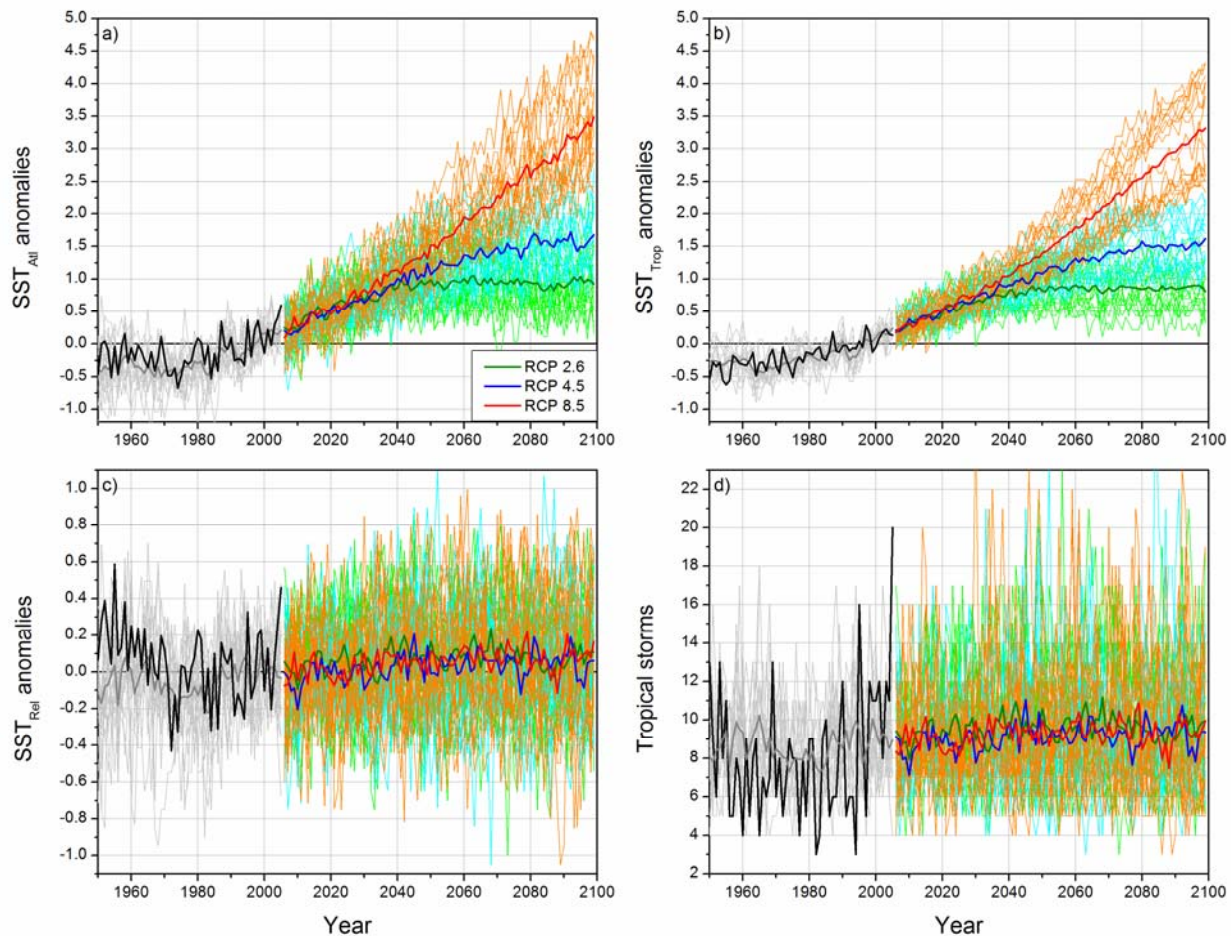 a)
5.0
4.5
4.0
3.5
3.0
2.5
2.0
1.5
1.0
0.5
0.0
-0.5
-1.0
SST_Atl anomalies
RCP 2.6
RCP 4.5
RCP 8.5
1960 1980 2000 2020 2040 2060 2080 2100
b)
5.0
4.5
4.0
3.5
3.0
2.5
2.0
1.5
1.0
0.5
0.0
-0.5
-1.0
SST_Trop anomalies
1960 1980 2000 2020 2040 2060 2080 2100
c)
1.0
0.8
0.6
0.4
0.2
0.0
-0.2
-0.4
-0.6
-0.8
-1.0
SST_Rel anomalies
1960 1980 2000 2020 2040 2060 2080 2100
Year
d)
22
20
18
16
14
12
10
8
6
4
2
Tropical storms
1960 1980 2000 2020 2040 2060 2080 2100
Year